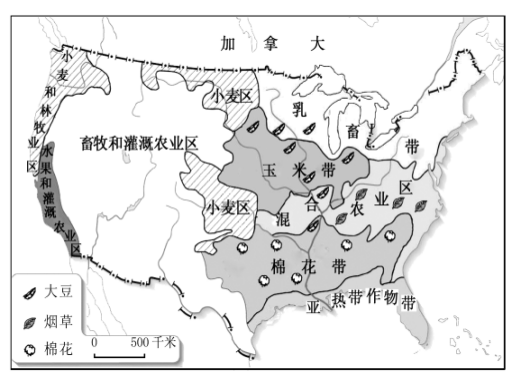 加拿大
小麦和林牧业区
小麦区
乳畜带
畜牧和灌溉农业区
水果和灌溉农业区
玉米带
小麦区
混合农业区
棉花带
亚热带作物带
大豆
烟草
棉花
0 500千米